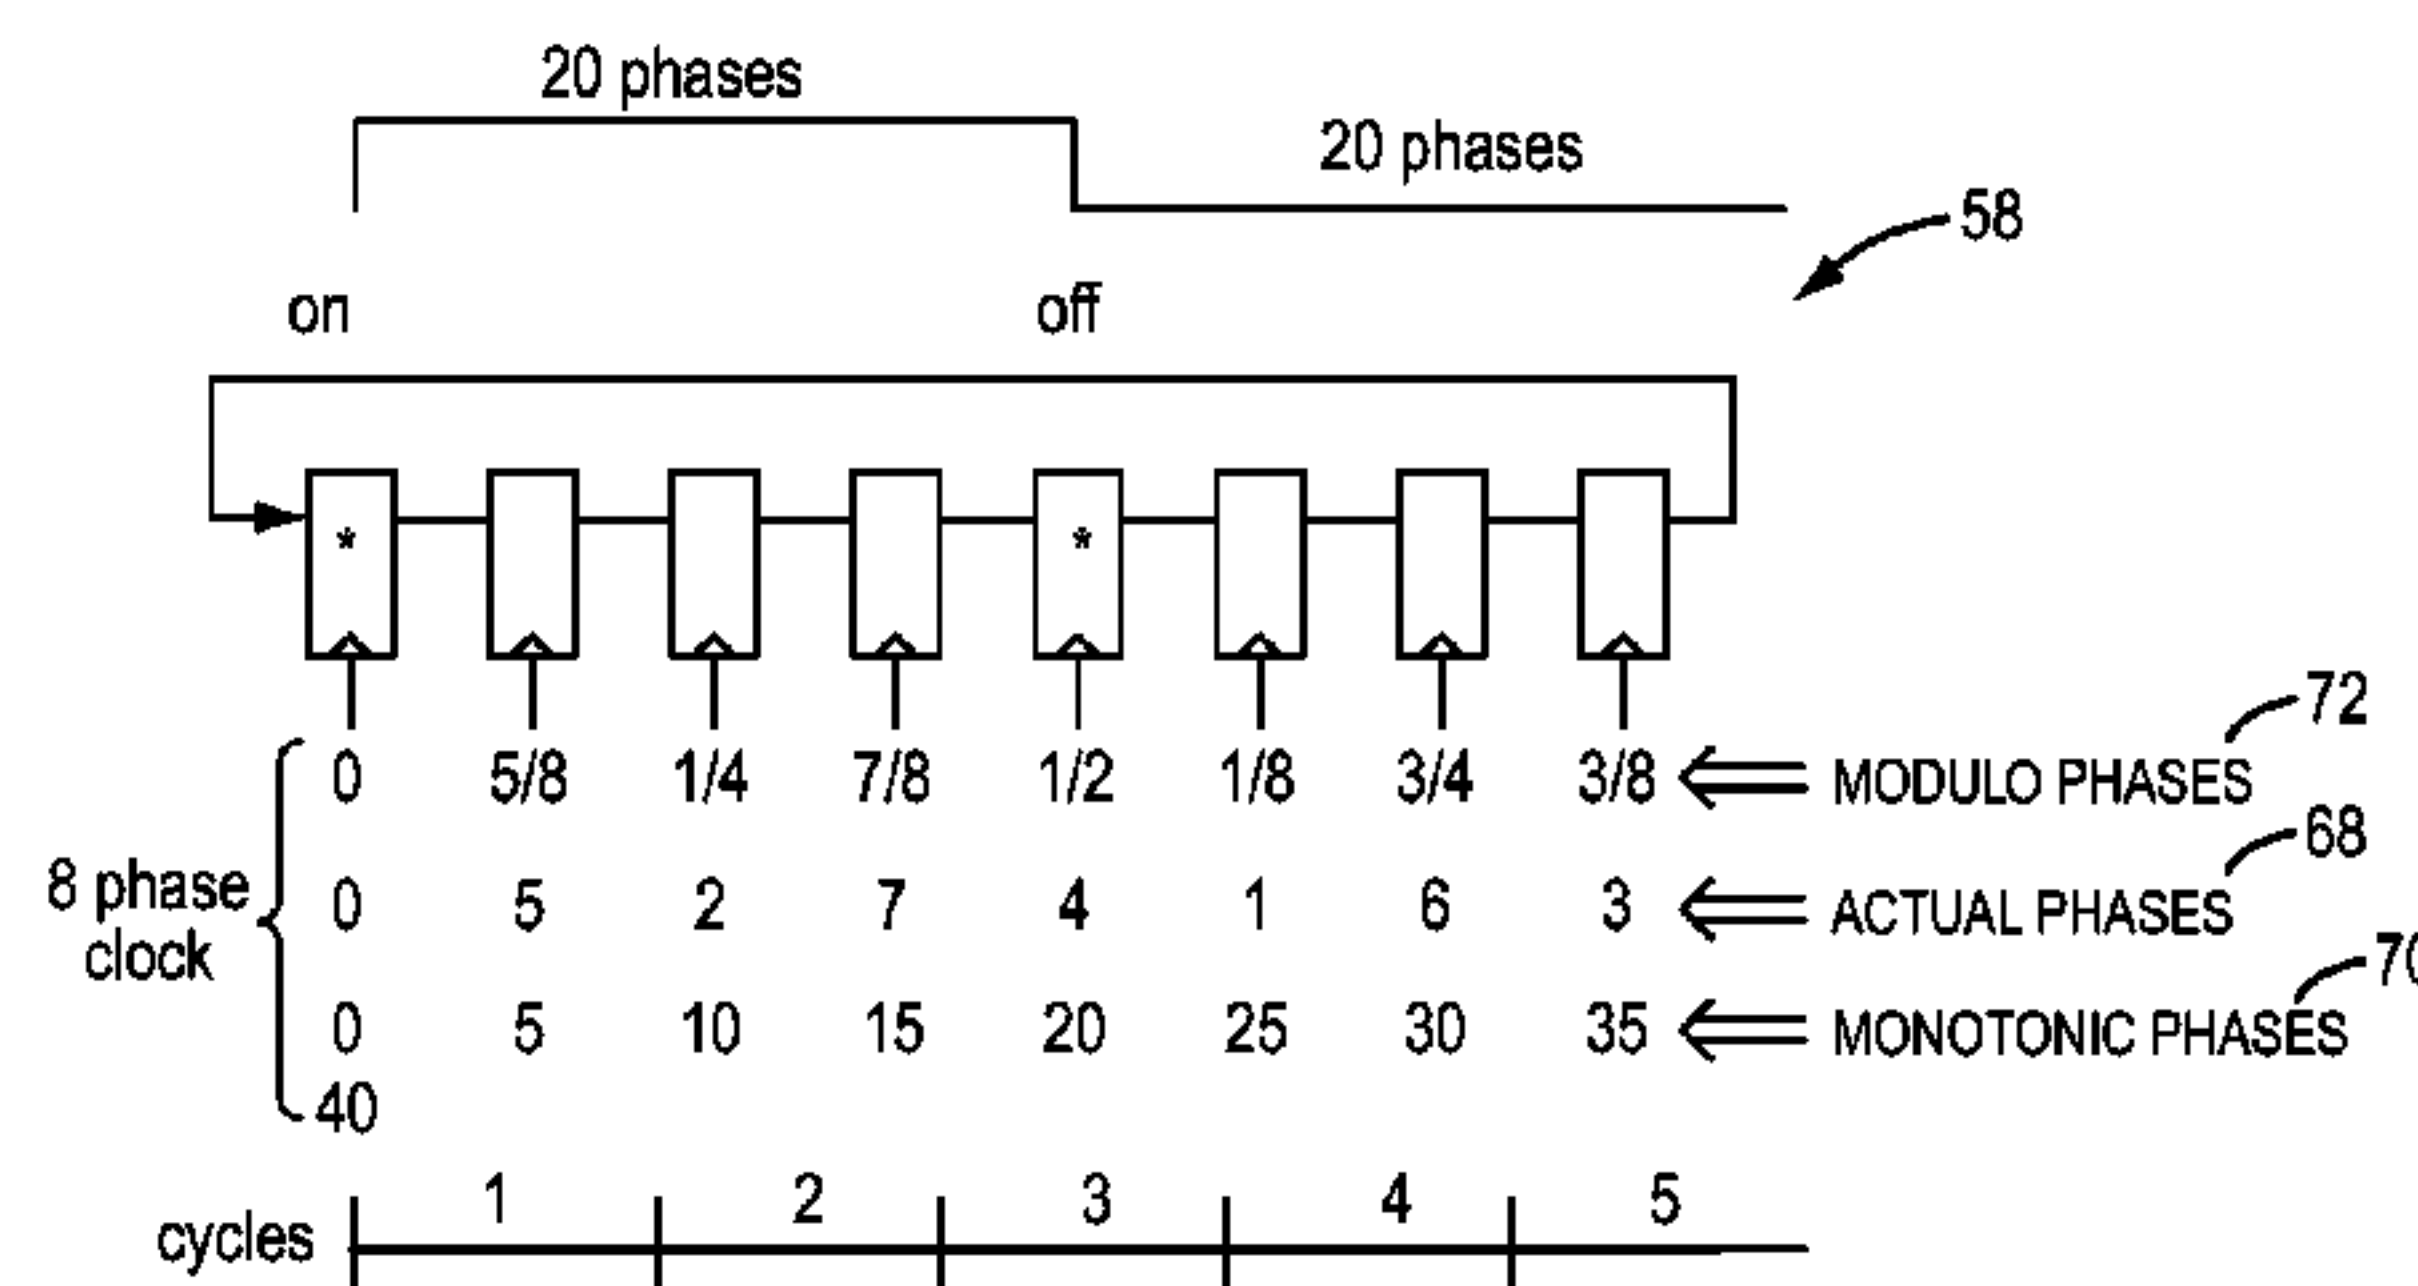 20 phases
20 phases
58
on
off
* *
72
0 5/8 1/4 7/8 1/2 1/8 3/4 3/8 MODULO PHASES
68
8 phase
clock
0 5 2 7 4 1 6 3 ACTUAL PHASES
0 5 10 15 20 25 30 35 MONOTONIC PHASES
40
cycles 1 2 3 4 5